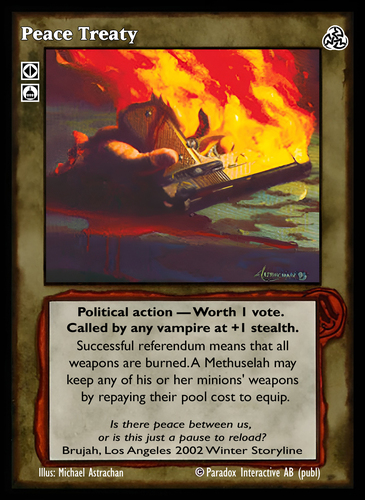 Peace Treaty
Political action — Worth 1 vote.
Called by any vampire at +1 stealth.
Successful referendum means that all
weapons are burned. A Methuselah may
keep any of his or her minions' weapons
by repaying their pool cost to equip.
Is there peace between us,
or is this just a pause to reload?
Brujah, Los Angeles 2002 Winter Storyline
Illus: Michael Astrachan
© Paradox Interactive AB (publ)